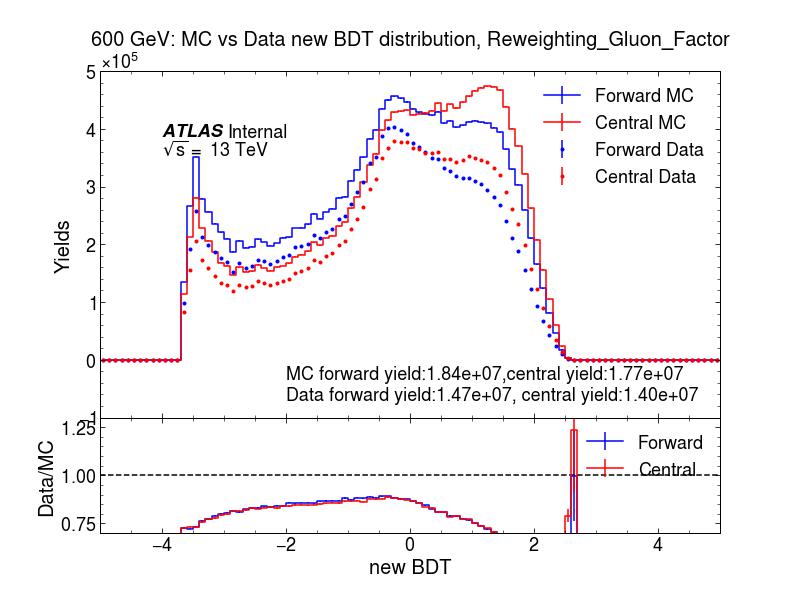 600 GeV: MC vs Data new BDT distribution, Reweighting_Gluon_Factor
×10⁵
5
4
3
2
1
0
−1
Yields
ATLAS Internal
√s = 13 TeV
Forward MC
Central MC
Forward Data
Central Data
MC forward yield:1.84e+07,central yield:1.77e+07
Data forward yield:1.47e+07, central yield:1.40e+07
1.25
1.00
0.75
Data/MC
Forward
Central
−4 −2 0 2 4
new BDT